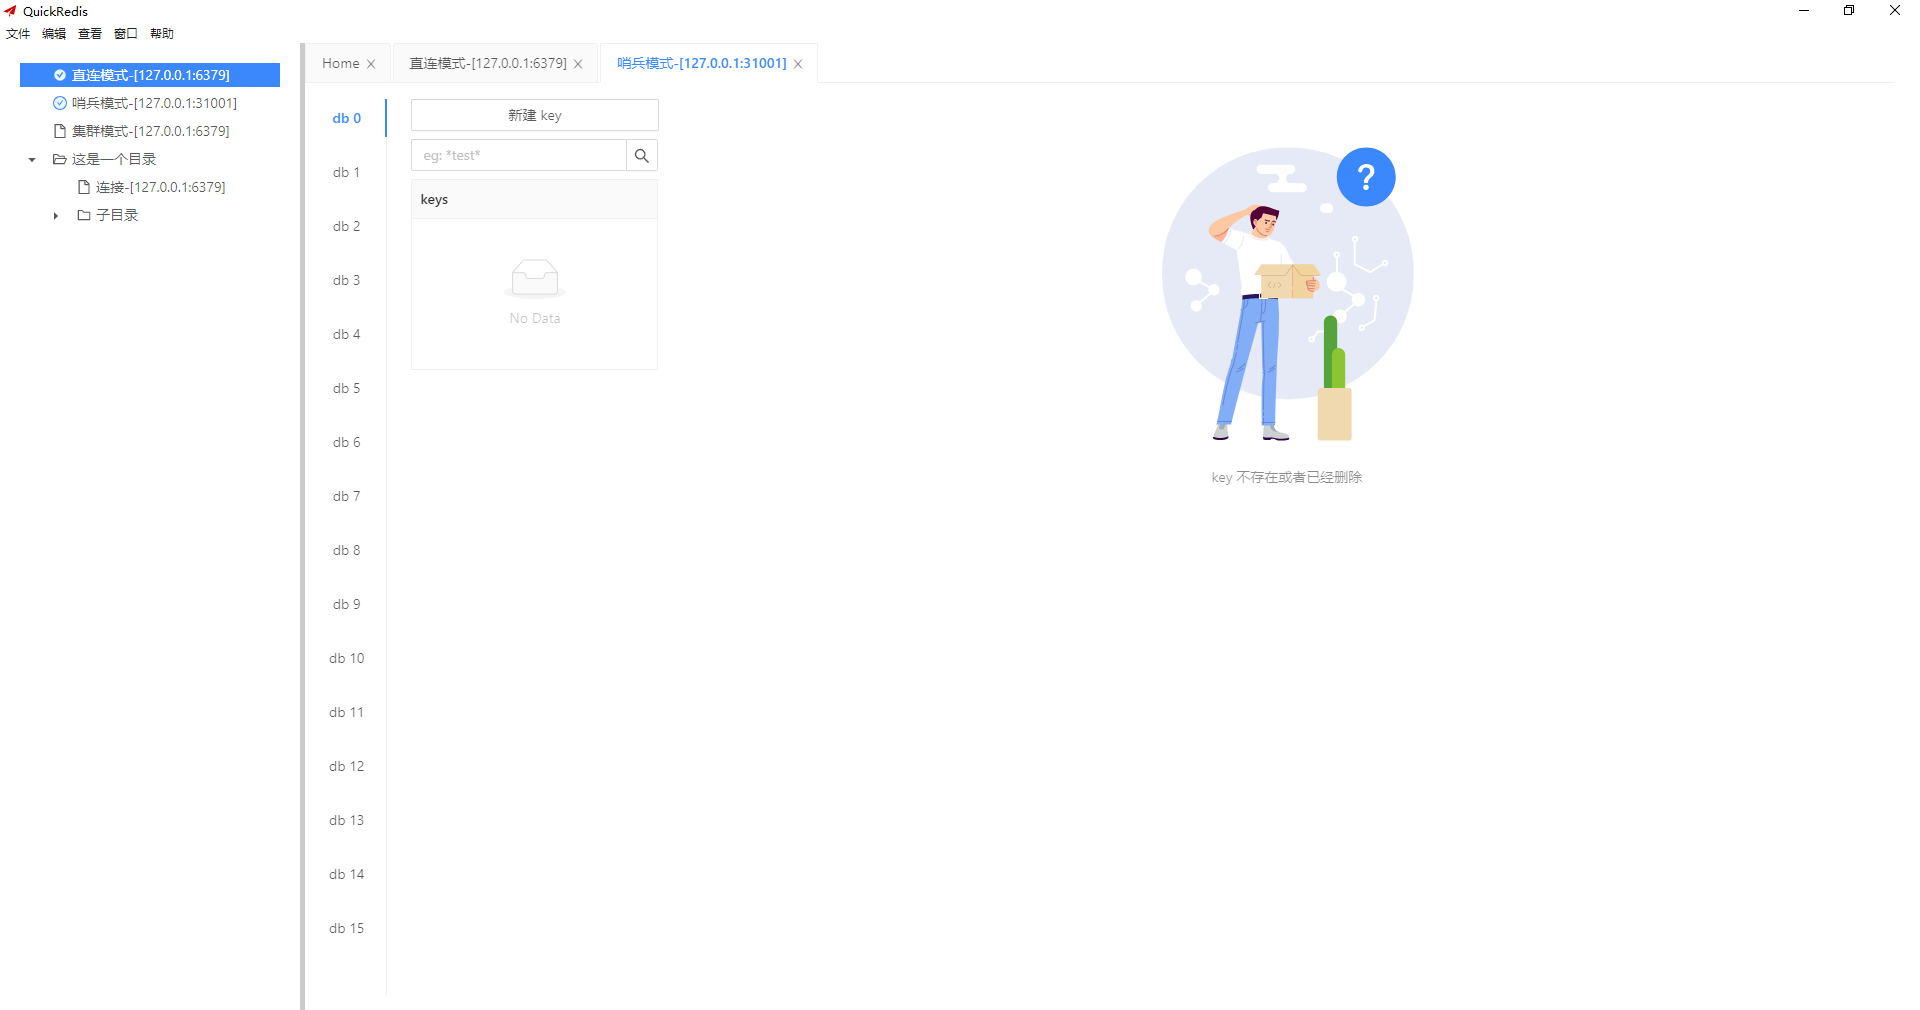 QuickRedis
文件 编辑 查看 窗口 帮助
直连模式-[127.0.0.1:6379]
哨兵模式-[127.0.0.1:31001]
集群模式-[127.0.0.1:6379]
这是一个目录
连接-[127.0.0.1:6379]
子目录
Home 直连模式-[127.0.0.1:6379] 哨兵模式-[127.0.0.1:31001]
db 0
db 1
db 2
db 3
db 4
db 5
db 6
db 7
db 8
db 9
db 10
db 11
db 12
db 13
db 14
db 15
新建 key
eg: *test*
keys
No Data
?
</>
key 不存在或者已经删除